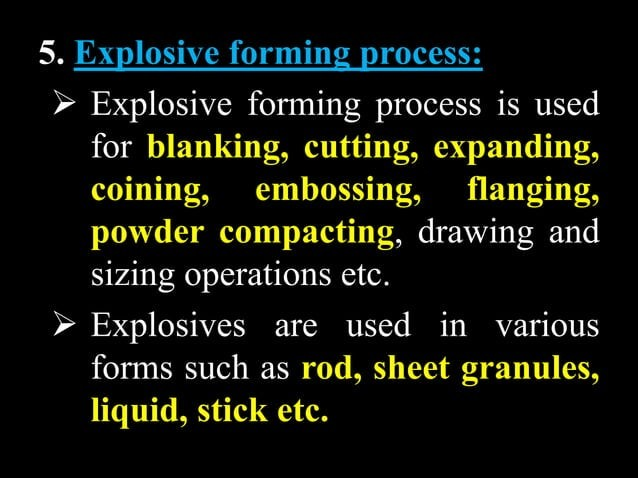 5. Explosive forming process:
➢ Explosive forming process is used
for blanking, cutting, expanding,
coining, embossing, flanging,
powder compacting, drawing and
sizing operations etc.
➢ Explosives are used in various
forms such as rod, sheet granules,
liquid, stick etc.